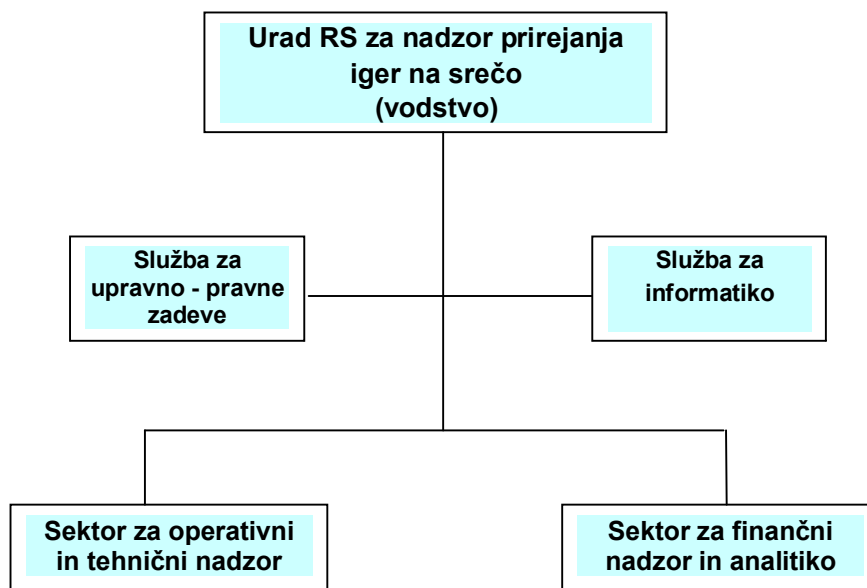 Urad RS za nadzor prirejanja
iger na srečo
(vodstvo)
Služba za
upravno - pravne
zadeve
Služba za
informatiko
Sektor za operativni
in tehnični nadzor
Sektor za finančni
nadzor in analitiko